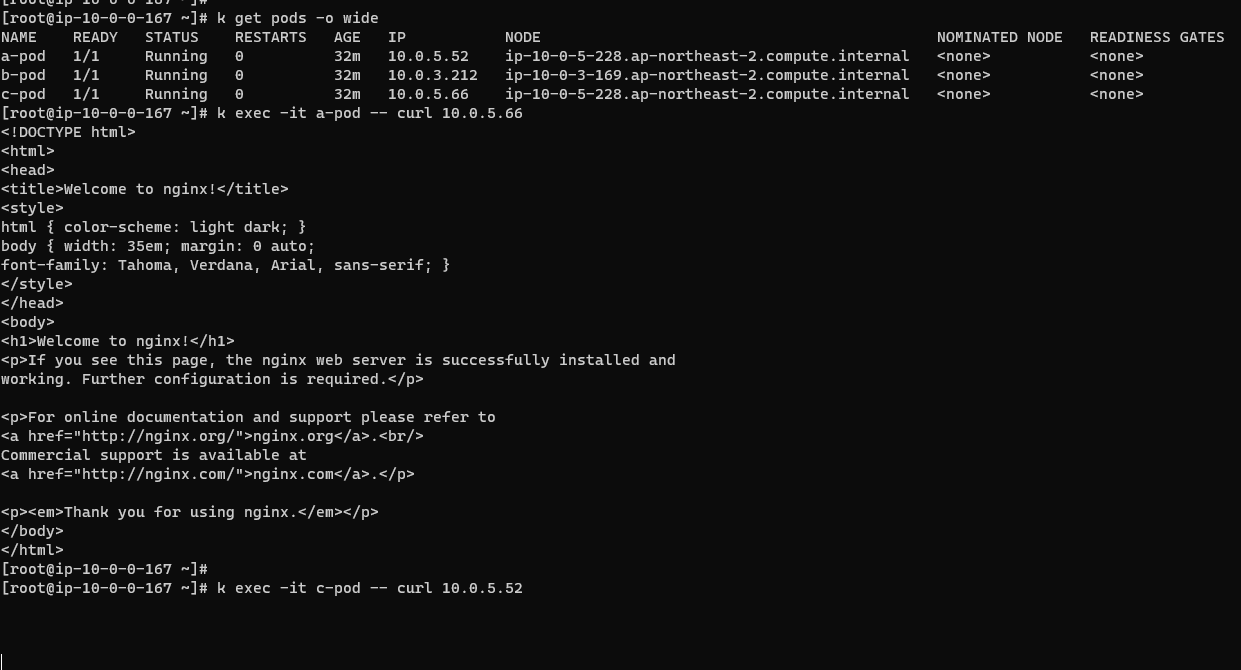 [root@ip-10-0-0-167 ~]#
[root@ip-10-0-0-167 ~]# k get pods -o wide
NAME    READY   STATUS    RESTARTS   AGE   IP           NODE                                            NOMINATED NODE   READINESS GATES
a-pod   1/1     Running   0          32m   10.0.5.52    ip-10-0-5-228.ap-northeast-2.compute.internal   <none>           <none>
b-pod   1/1     Running   0          32m   10.0.3.212   ip-10-0-3-169.ap-northeast-2.compute.internal   <none>           <none>
c-pod   1/1     Running   0          32m   10.0.5.66    ip-10-0-5-228.ap-northeast-2.compute.internal   <none>           <none>
[root@ip-10-0-0-167 ~]# k exec -it a-pod -- curl 10.0.5.66
<!DOCTYPE html>
<html>
<head>
<title>Welcome to nginx!</title>
<style>
html { color-scheme: light dark; }
body { width: 35em; margin: 0 auto;
font-family: Tahoma, Verdana, Arial, sans-serif; }
</style>
</head>
<body>
<h1>Welcome to nginx!</h1>
<p>If you see this page, the nginx web server is successfully installed and
working. Further configuration is required.</p>

<p>For online documentation and support please refer to
<a href="http://nginx.org/">nginx.org</a>.<br/>
Commercial support is available at
<a href="http://nginx.com/">nginx.com</a>.</p>

<p><em>Thank you for using nginx.</em></p>
</body>
</html>
[root@ip-10-0-0-167 ~]#
[root@ip-10-0-0-167 ~]# k exec -it c-pod -- curl 10.0.5.52